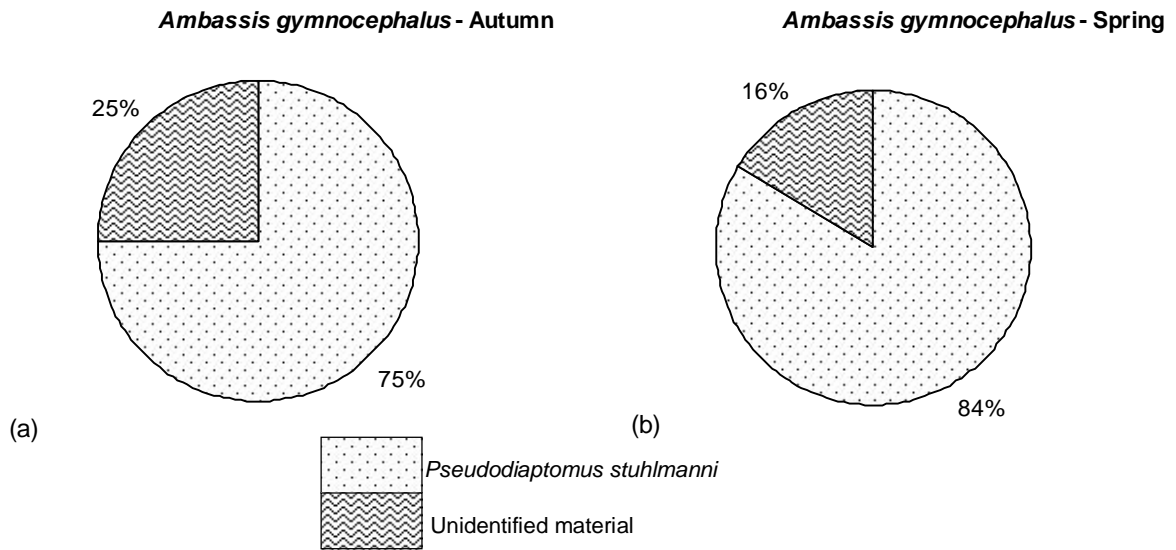 Ambassis gymnocephalus - Autumn
25%
75%
(a)
Ambassis gymnocephalus - Spring
16%
84%
(b)
Pseudodiaptomus stuhlmanni
Unidentified material